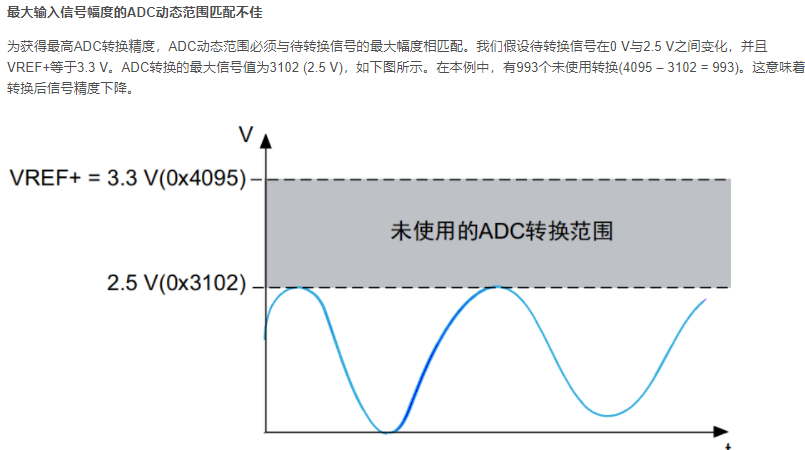 最大输入信号幅度的ADC动态范围匹配不佳
为获得最高ADC转换精度，ADC动态范围必须与待转换信号的最大幅度相匹配。我们假设待转换信号在0 V与2.5 V之间变化，并且
VREF+等于3.3 V。ADC转换的最大信号值为3102 (2.5 V)，如下图所示。在本例中，有993个未使用转换(4095 – 3102 = 993)。这意味着
转换后信号精度下降。
V
VREF+ = 3.3 V(0x4095)
未使用的ADC转换范围
2.5 V(0x3102)